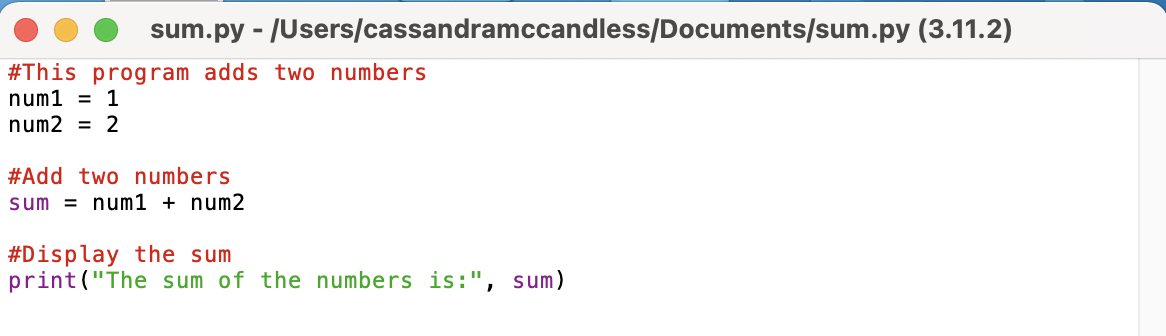 sum.py - /Users/cassandramccandless/Documents/sum.py (3.11.2)
#This program adds two numbers
num1 = 1
num2 = 2
#Add two numbers
sum = num1 + num2
#Display the sum
print("The sum of the numbers is:", sum)